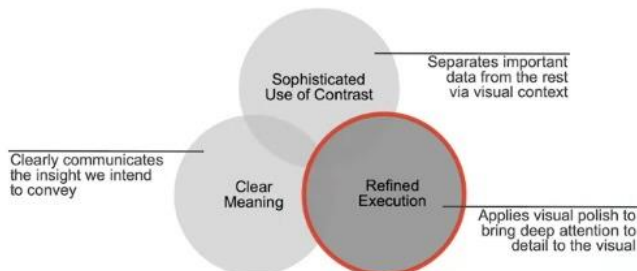 Sophisticated
Use of Contrast
Separates important
data from the rest
via visual context
Clearly communicates
the insight we intend
to convey
Clear
Meaning
Refined
Execution
Applies visual polish to
bring deep attention to
detail to the visual